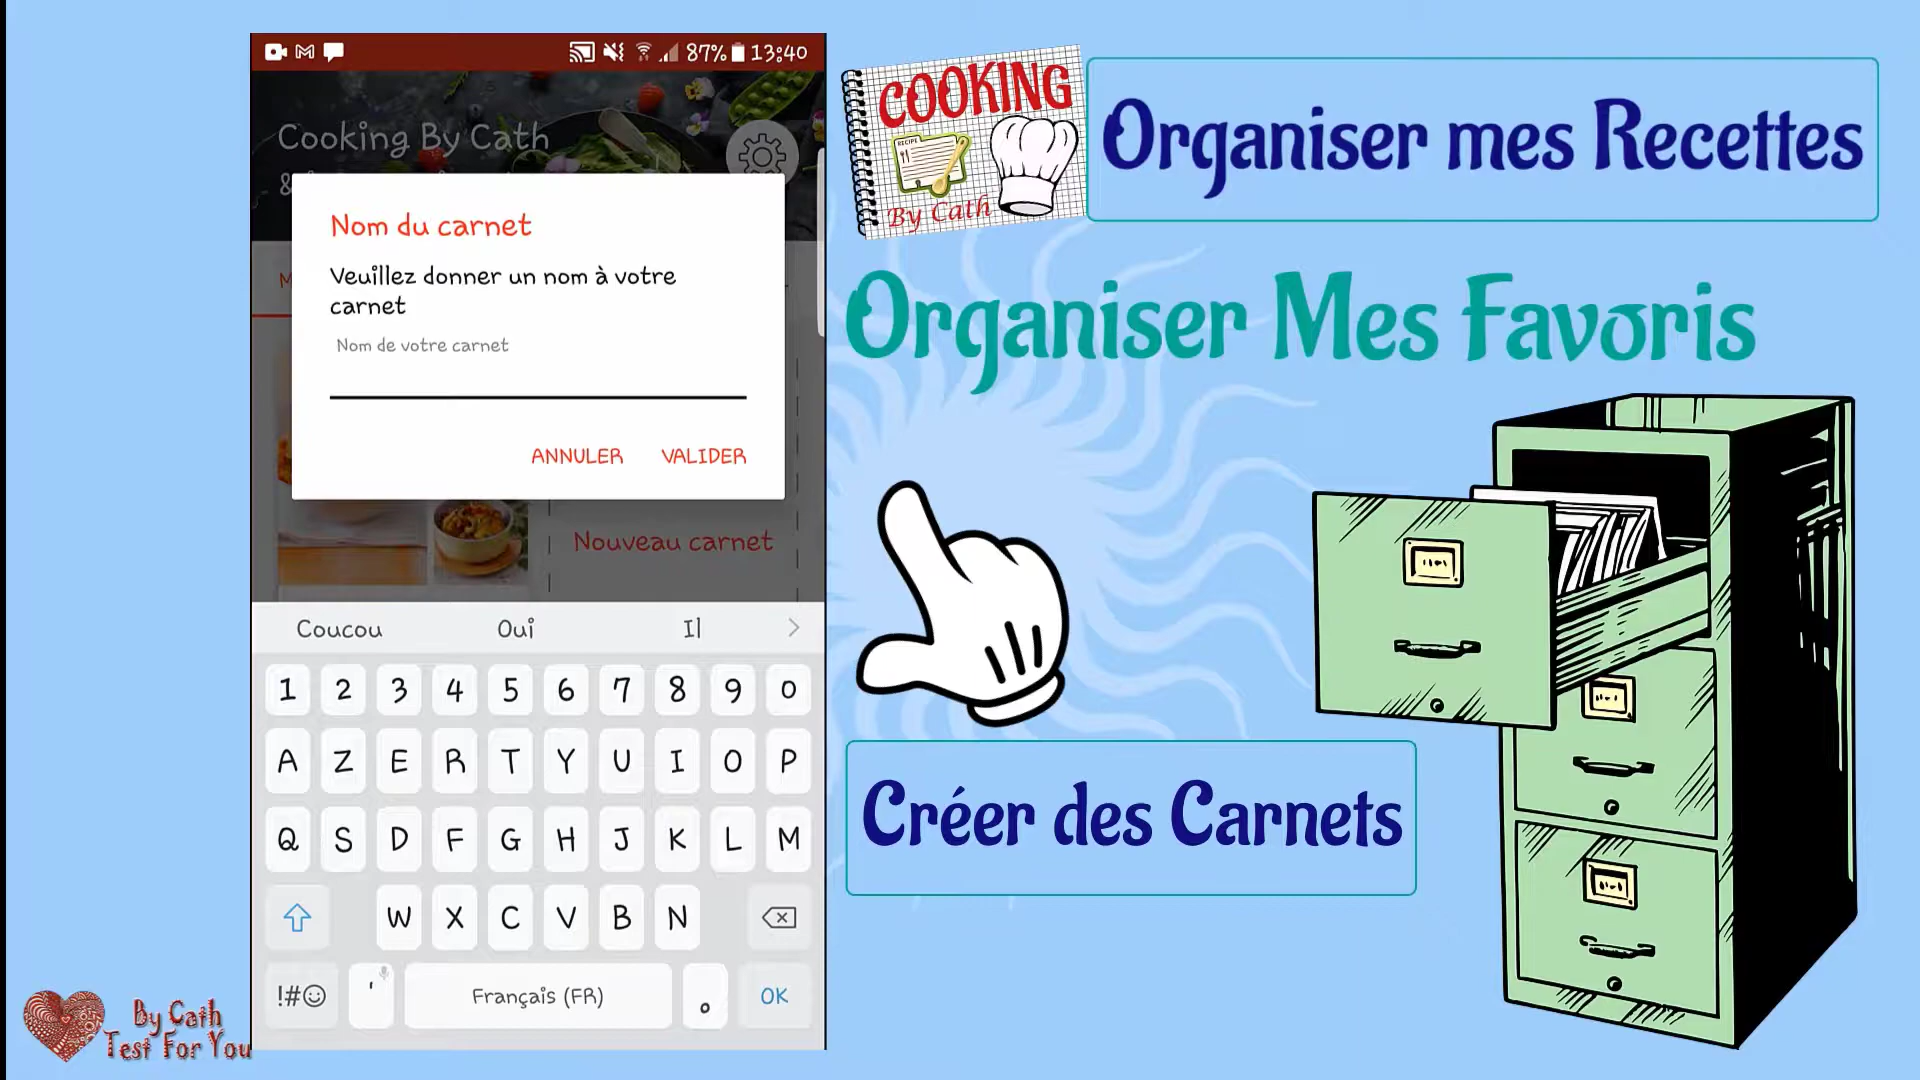 87% 13:40
Cooking By Cath
&
M
Nom du carnet
Veuillez donner un nom à votre
carnet
Nom de votre carnet
ANNULER VALIDER
Nouveau carnet
Coucou Oui Il
1 2 3 4 5 6 7 8 9 0
A Z E R T Y U I O P
Q S D F G H J K L M
W X C V B N
!#☺ ' Français (FR) . OK
COOKING
RECIPE
By Cath
Organiser mes Recettes
Organiser Mes Favoris
Créer des Carnets
By Cath
Test For You